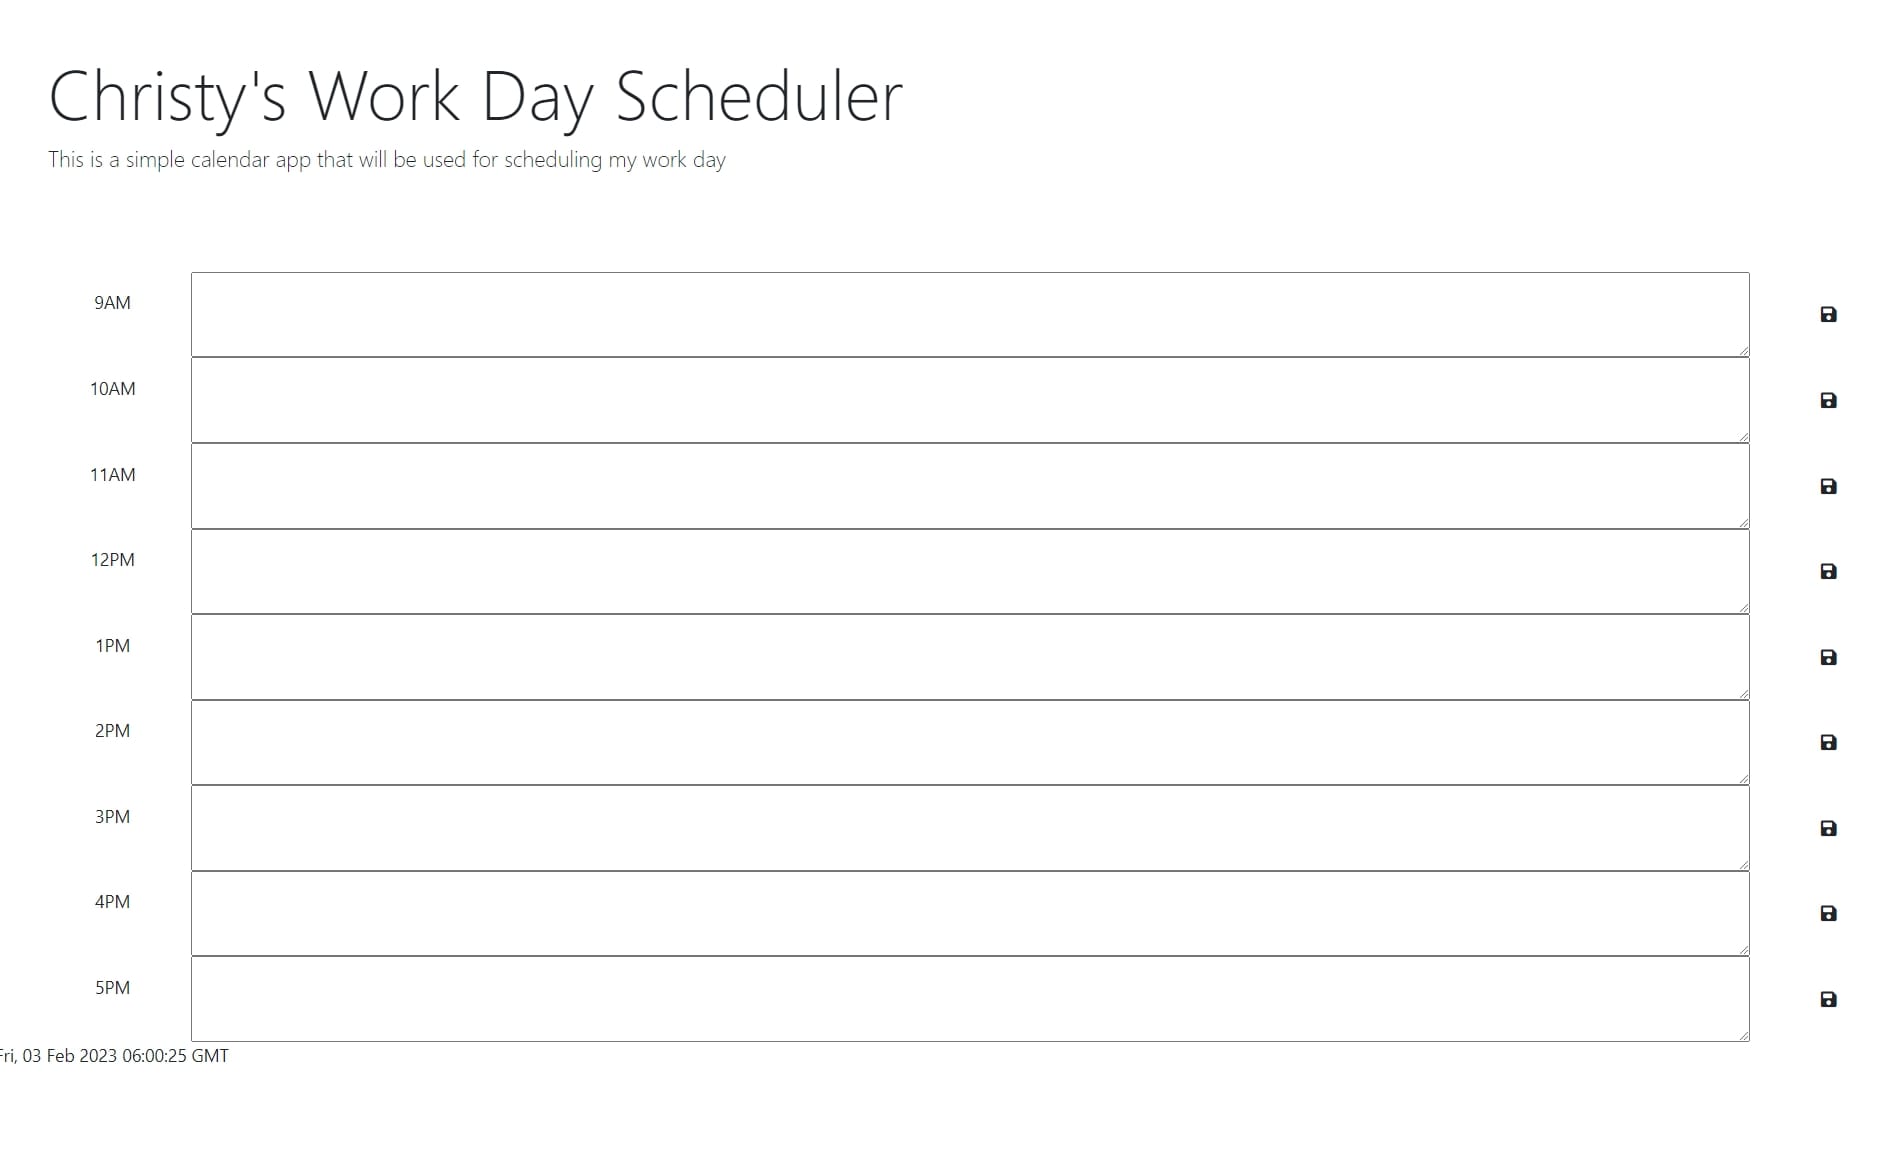 Christy's Work Day Scheduler
This is a simple calendar app that will be used for scheduling my work day
9AM
10AM
11AM
12PM
1PM
2PM
3PM
4PM
5PM
Fri, 03 Feb 2023 06:00:25 GMT